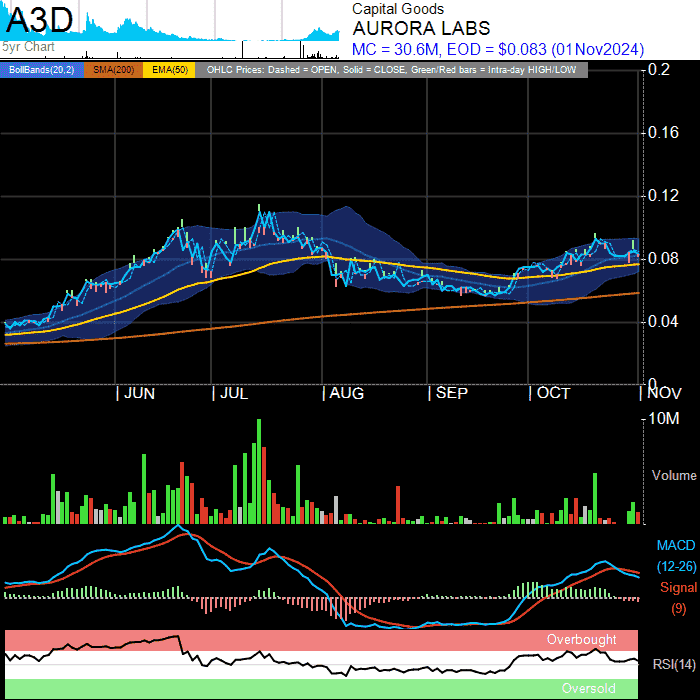 A3D
5yr Chart
Capital Goods
AURORA LABS
MC = 30.6M, EOD = $0.083 (01Nov2024)
BollBands(20,2) SMA(200) EMA(50) OHLC Prices: Dashed = OPEN, Solid = CLOSE, Green/Red bars = Intra-day HIGH/LOW
0.2
0.16
0.12
0.08
0.04
0
JUN JUL AUG SEP OCT NOV
10M
Volume
MACD
(12-26)
Signal
(9)
Overbought
RSI(14)
Oversold